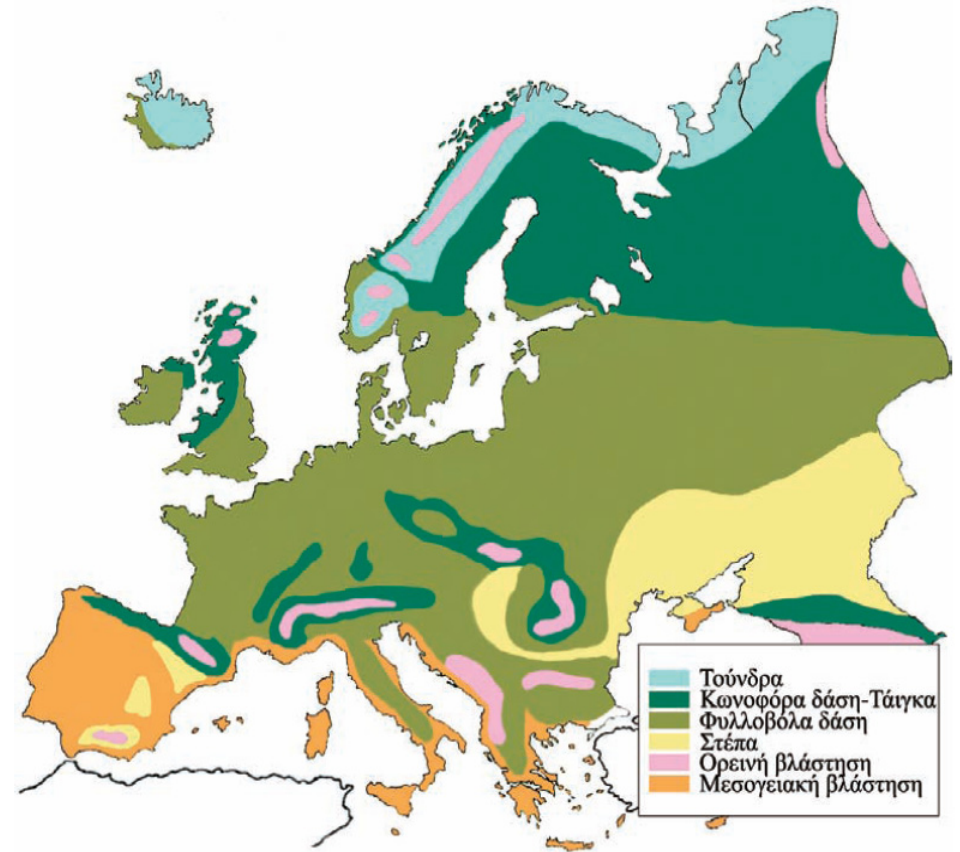 Τούνδρα
Κωνοφόρα δάση-Τάιγκα
Φυλλοβόλα δάση
Στέπα
Ορεινή βλάστηση
Μεσογειακή βλάστηση